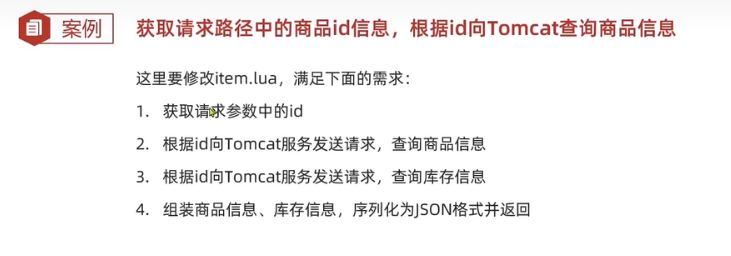 案例
获取请求路径中的商品id信息，根据id向Tomcat查询商品信息
这里要修改item.lua，满足下面的需求：
1. 获取请求参数中的id
2. 根据id向Tomcat服务发送请求，查询商品信息
3. 根据id向Tomcat服务发送请求，查询库存信息
4. 组装商品信息、库存信息，序列化为JSON格式并返回